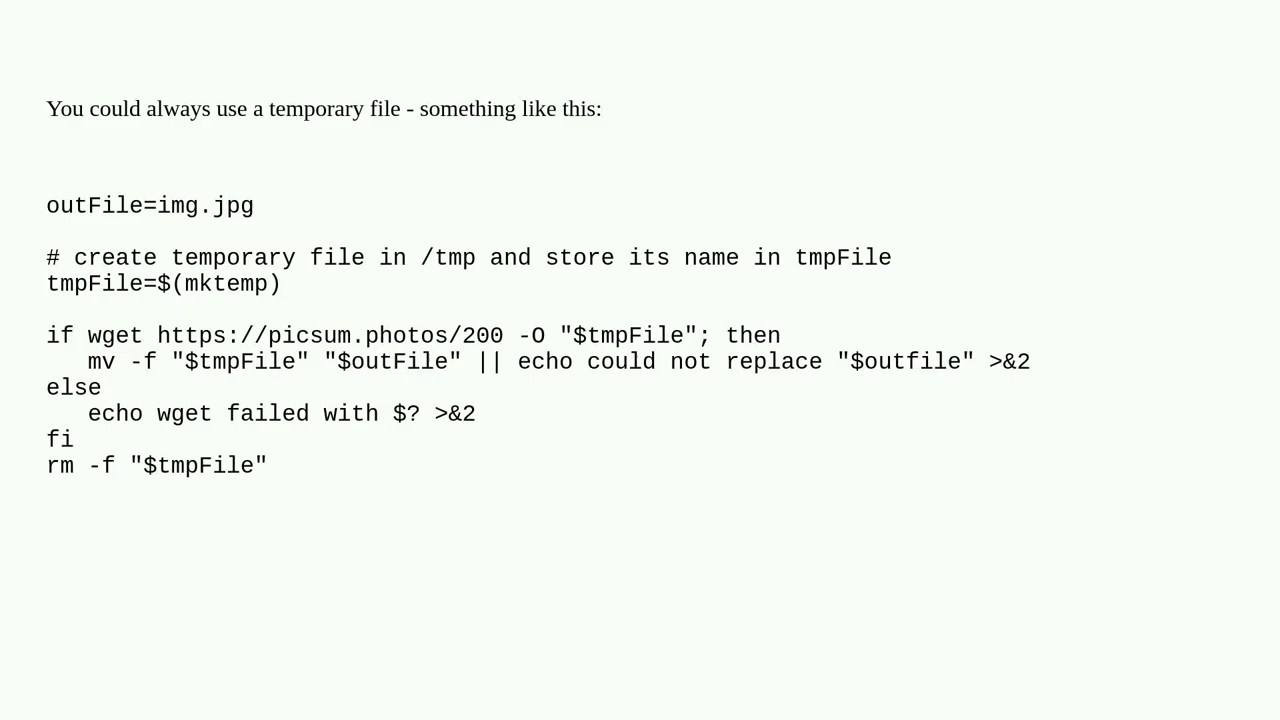 You could always use a temporary file - something like this:
outFile=img.jpg
# create temporary file in /tmp and store its name in tmpFile
tmpFile=$(mktemp)
if wget https://picsum.photos/200 -O "$tmpFile"; then
   mv -f "$tmpFile" "$outFile" || echo could not replace "$outfile" >&2
else
   echo wget failed with $? >&2
fi
rm -f "$tmpFile"